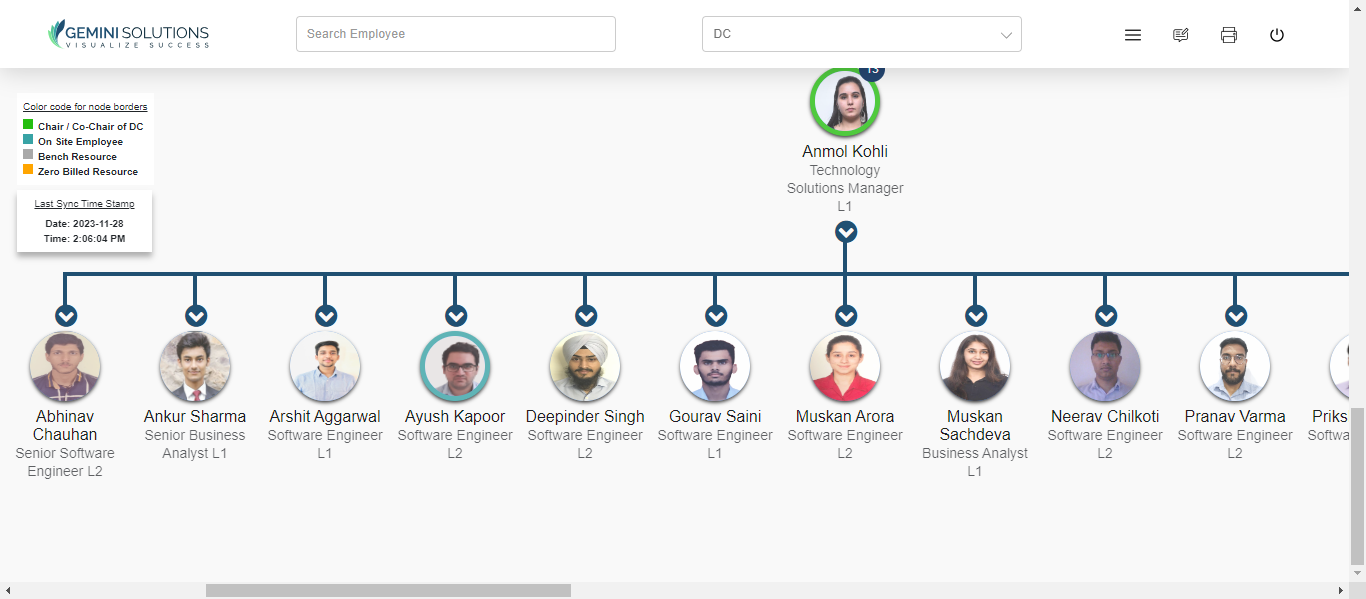 GEMINI SOLUTIONS
VISUALIZE SUCCESS
Search Employee
DC
13
Color code for node borders
Chair / Co-Chair of DC
On Site Employee
Bench Resource
Zero Billed Resource
Last Sync Time Stamp
Date: 2023-11-28
Time: 2:06:04 PM
Anmol Kohli
Technology
Solutions Manager
L1
Abhinav
Chauhan
Senior Software
Engineer L2
Ankur Sharma
Senior Business
Analyst L1
Arshit Aggarwal
Software Engineer
L1
Ayush Kapoor
Software Engineer
L2
Deepinder Singh
Software Engineer
L2
Gourav Saini
Software Engineer
L1
Muskan Arora
Software Engineer
L2
Muskan
Sachdeva
Business Analyst
L1
Neerav Chilkoti
Software Engineer
L2
Pranav Varma
Software Engineer
L2
Priks
Softwa